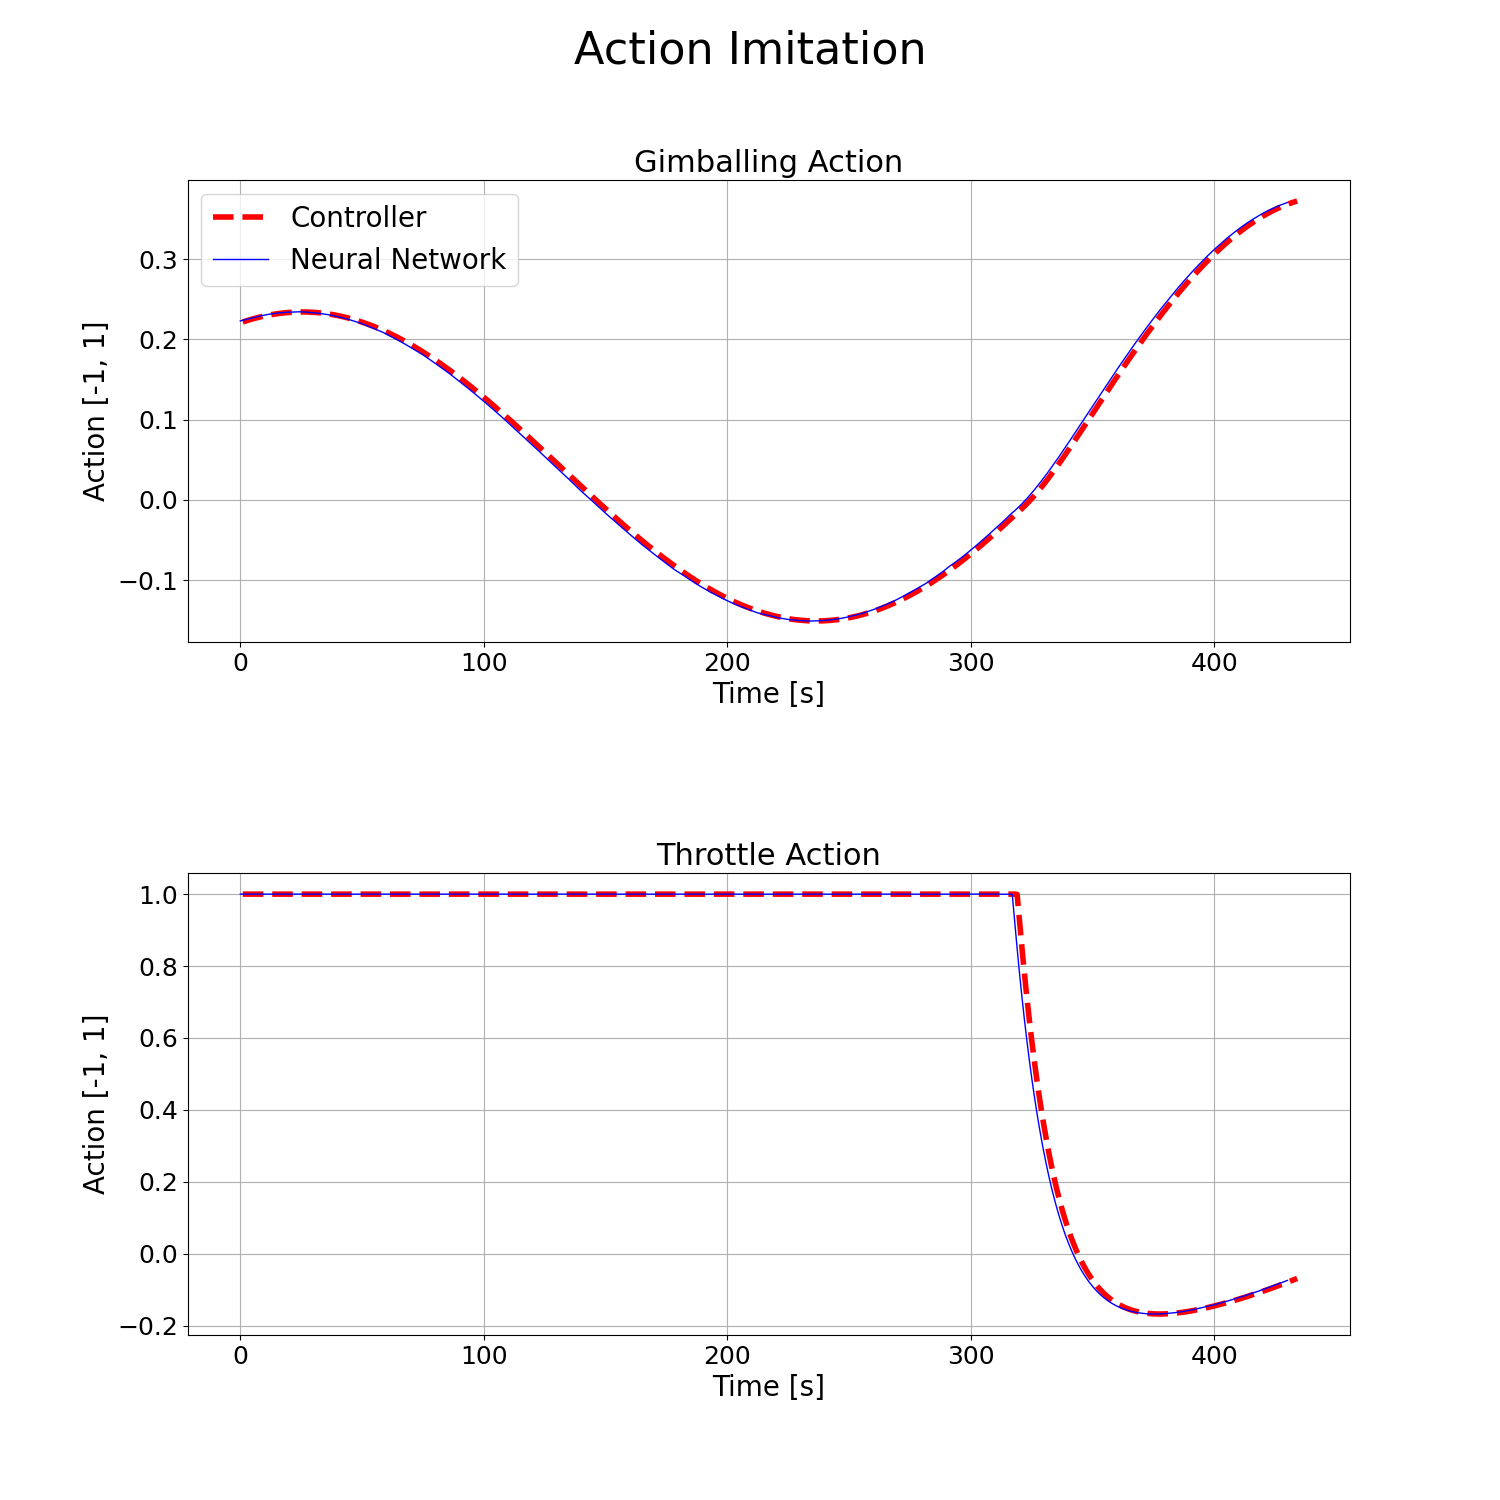 Action Imitation
Gimballing Action
Controller
Neural Network
0.3
0.2
0.1
0.0
−0.1
Action [-1, 1]
0 100 200 300 400
Time [s]
Throttle Action
1.0
0.8
0.6
0.4
0.2
0.0
−0.2
Action [-1, 1]
0 100 200 300 400
Time [s]